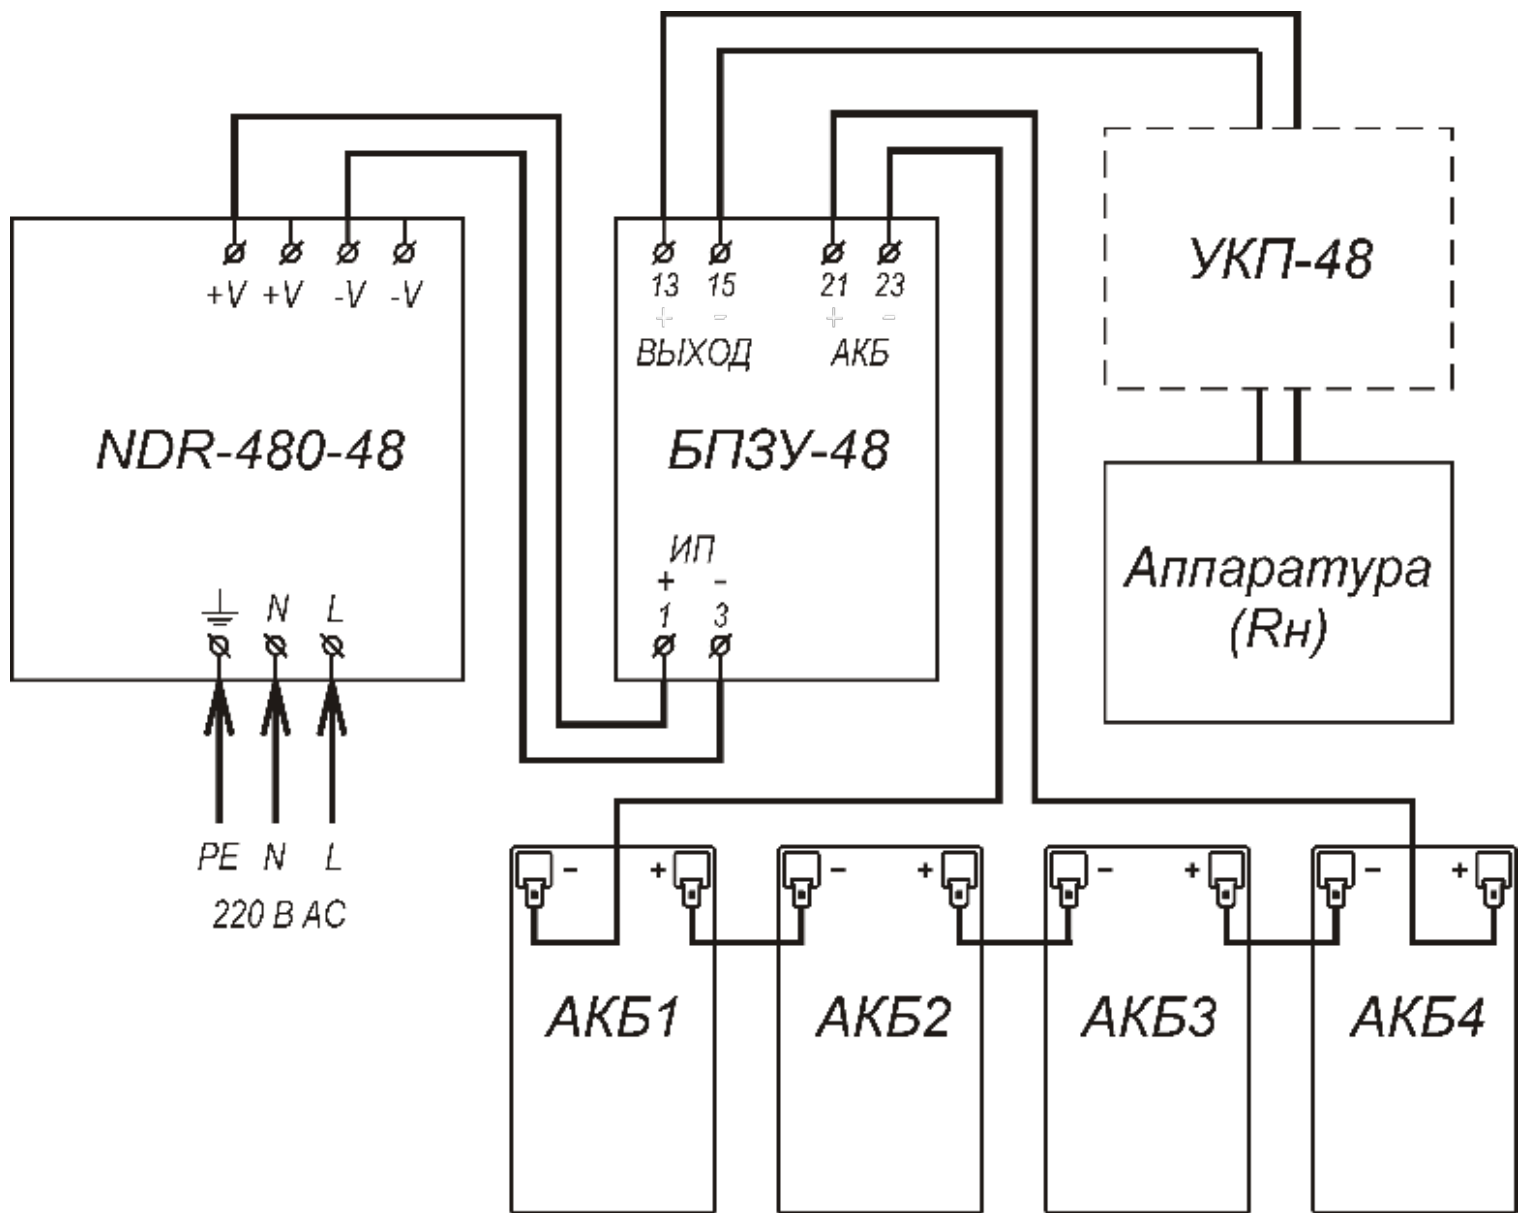 +V +V -V -V
NDR-480-48
N L
PE N L
220 В АС
13 15 21 23
+ - + -
ВЫХОД АКБ
БПЗУ-48
ИП
+ -
1 3
УКП-48
Аппаратура
(Rн)
- + - + - + - +
АКБ1 АКБ2 АКБ3 АКБ4